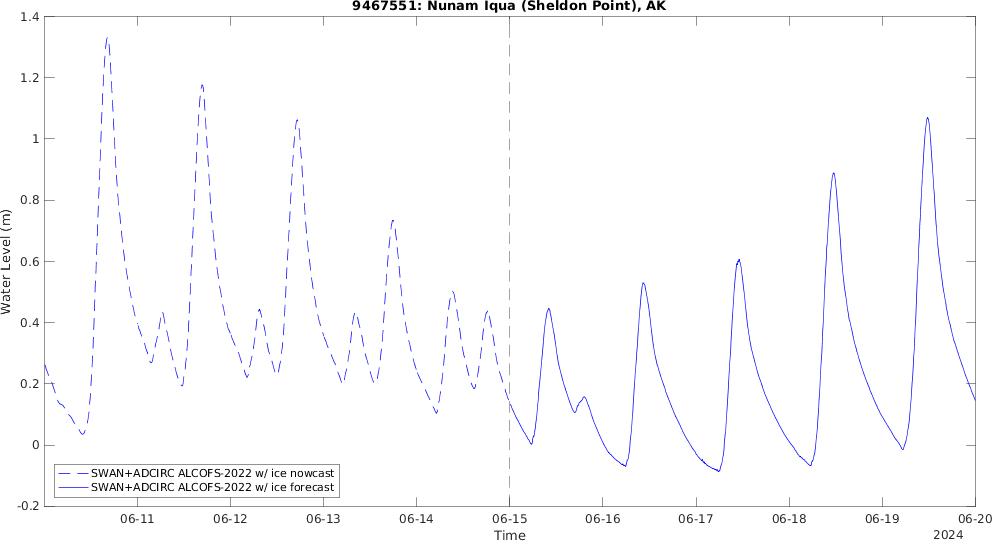 9467551: Nunam Iqua (Sheldon Point), AK
1.4
1.2
1
0.8
0.6
0.4
0.2
0
-0.2
Water Level (m)
SWAN+ADCIRC ALCOFS-2022 w/ ice nowcast
SWAN+ADCIRC ALCOFS-2022 w/ ice forecast
06-11 06-12 06-13 06-14 06-15 06-16 06-17 06-18 06-19 06-20
Time
2024